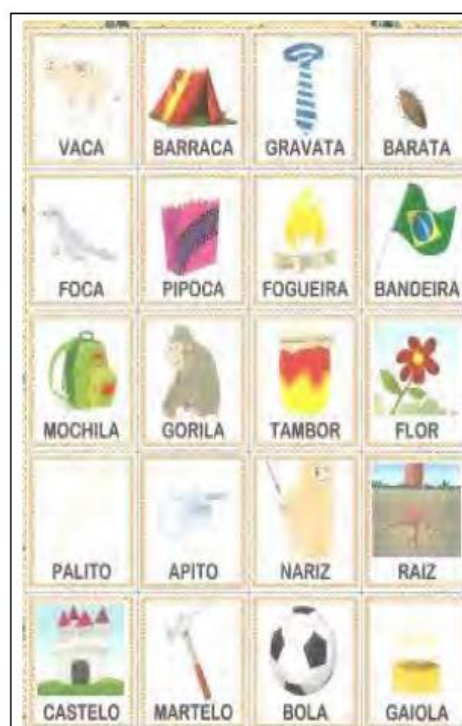 VACA BARRACA GRAVATA BARATA
FOCA PIPOCA FOGUEIRA BANDEIRA
MOCHILA GORILA TAMBOR FLOR
PALITO APITO NARIZ RAIZ
CASTELO MARTELO BOLA GAIOLA